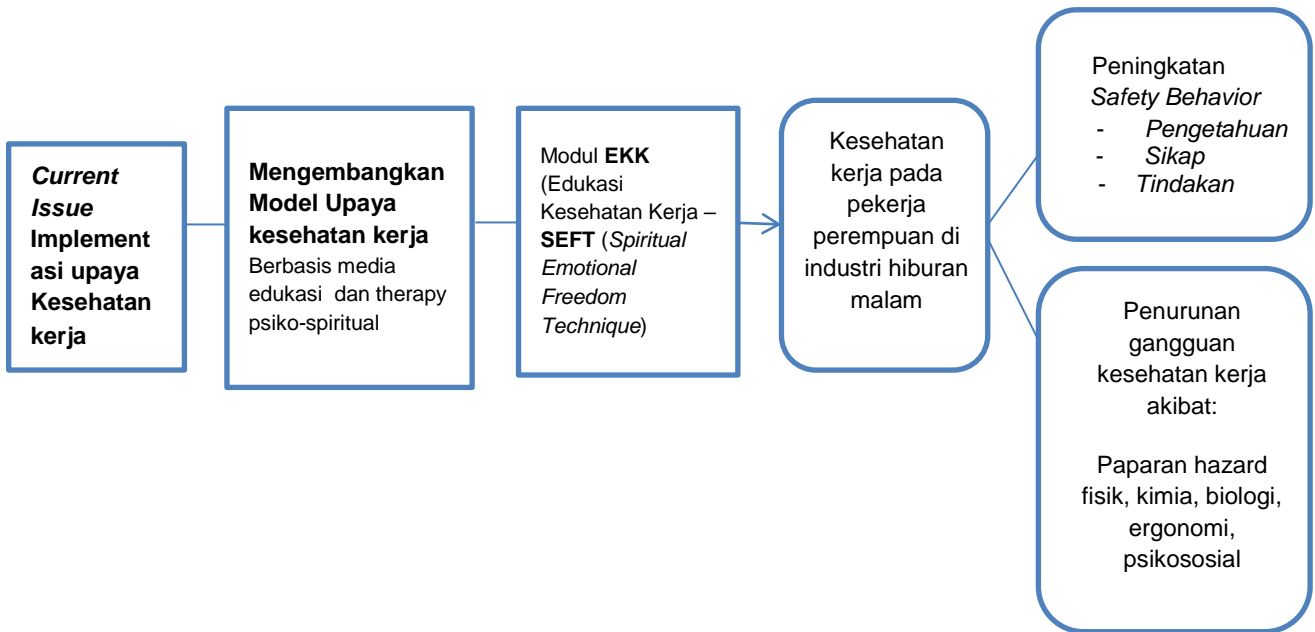 Current
Issue
Implement
asi upaya
Kesehatan
kerja
Mengembangkan
Model Upaya
kesehatan kerja
Berbasis media
edukasi dan therapy
psiko-spiritual
Modul EKK
(Edukasi
Kesehatan Kerja –
SEFT (Spiritual
Emotional
Freedom
Technique)
Kesehatan
kerja pada
pekerja
perempuan di
industri hiburan
malam
Peningkatan
Safety Behavior
- Pengetahuan
- Sikap
- Tindakan
Penurunan
gangguan
kesehatan kerja
akibat:
Paparan hazard
fisik, kimia, biologi,
ergonomi,
psikososial